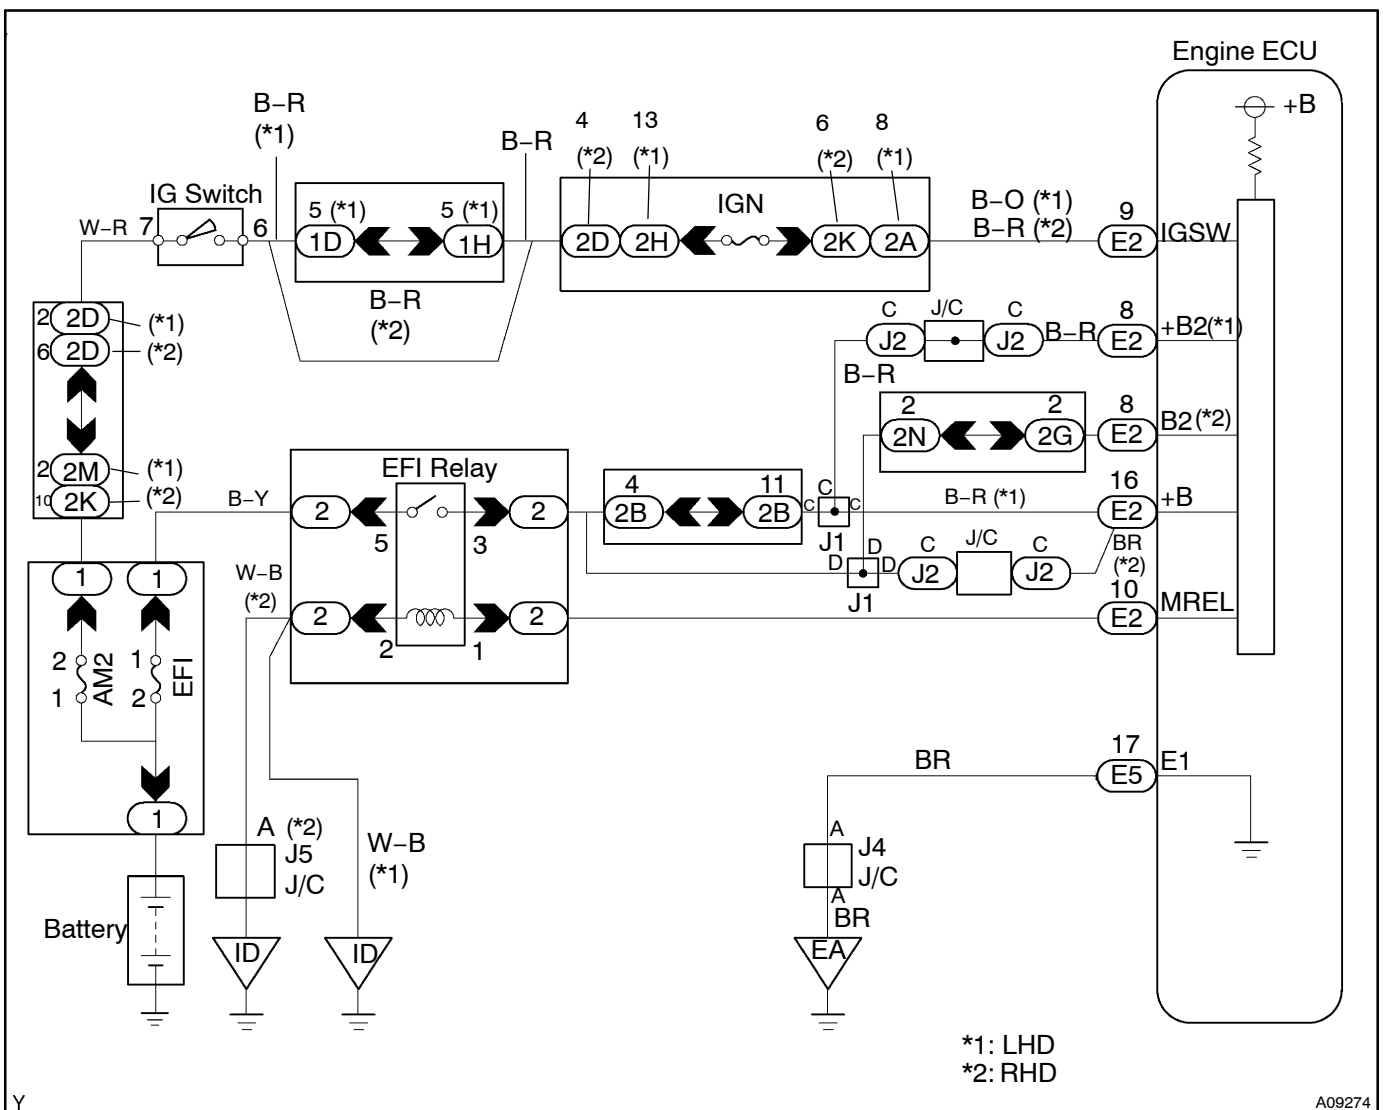 Engine ECU
+B
B–R
(*1)
B–R
4
(*2)
13
(*1)
6
(*2)
8
(*1)
IG Switch
W–R
7
6
5 (*1)
5 (*1)
1D
1H
B–R
(*2)
IGN
2D
2H
2K
2A
B–O (*1)
B–R (*2)
9
E2
IGSW
2
2D
(*1)
6
2D
(*2)
C
J/C
C
J2
J2
B–R
8
E2
+B2(*1)
B–R
2
2
2N
2G
8
E2
B2(*2)
2
2M
(*1)
10
2K
(*2)
B–Y
EFI Relay
2
5
3
2
4
11
2B
2B
C
C
C
J1
B–R (*1)
16
E2
+B
D
D
D
J1
C
J/C
C
J2
J2
BR
(*2)
W–B
(*2)
2
2
1
2
10
E2
MREL
1
1
2
1
AM2
1
2
EFI
1
17
E5
E1
BR
A (*2)
J5
J/C
W–B
(*1)
A
J4
J/C
A
BR
Battery
ID
ID
EA
*1: LHD
*2: RHD
Y
A09274